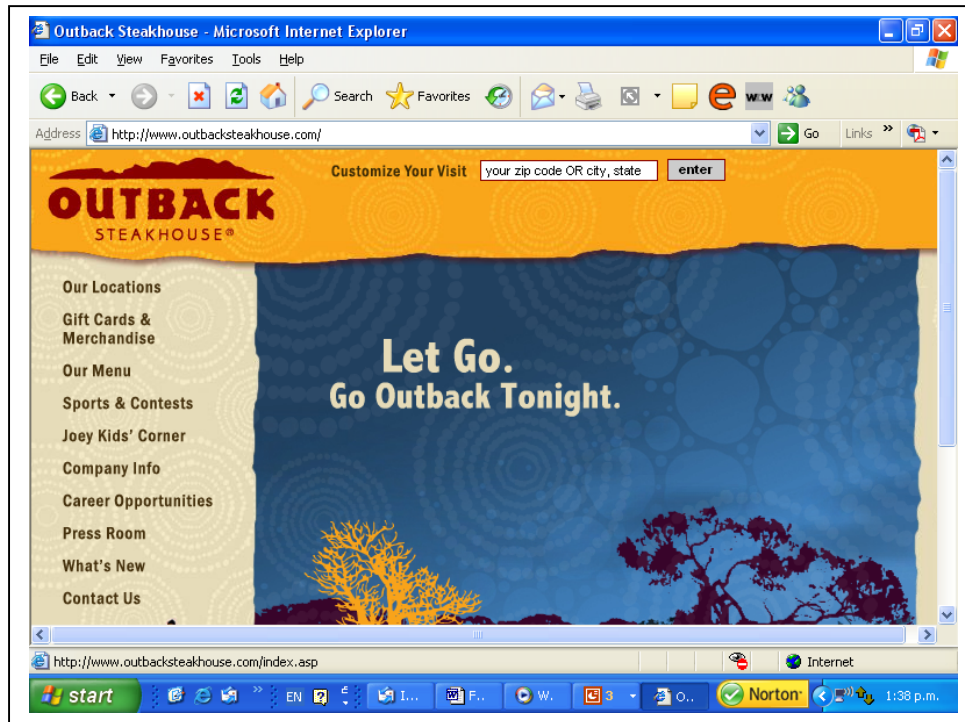 Outback Steakhouse - Microsoft Internet Explorer
File Edit View Favorites Tools Help
Back Search Favorites W:W
Address http://www.outbacksteakhouse.com/ Go Links »
OUTBACK
STEAKHOUSE®
Customize Your Visit your zip code OR city, state enter
Our Locations
Gift Cards &
Merchandise
Our Menu
Sports & Contests
Joey Kids' Corner
Company Info
Career Opportunities
Press Room
What's New
Contact Us
Let Go.
Go Outback Tonight.
http://www.outbacksteakhouse.com/index.asp Internet
start » EN I... F.. W. 3 O.. Norton 1:38 p.m.